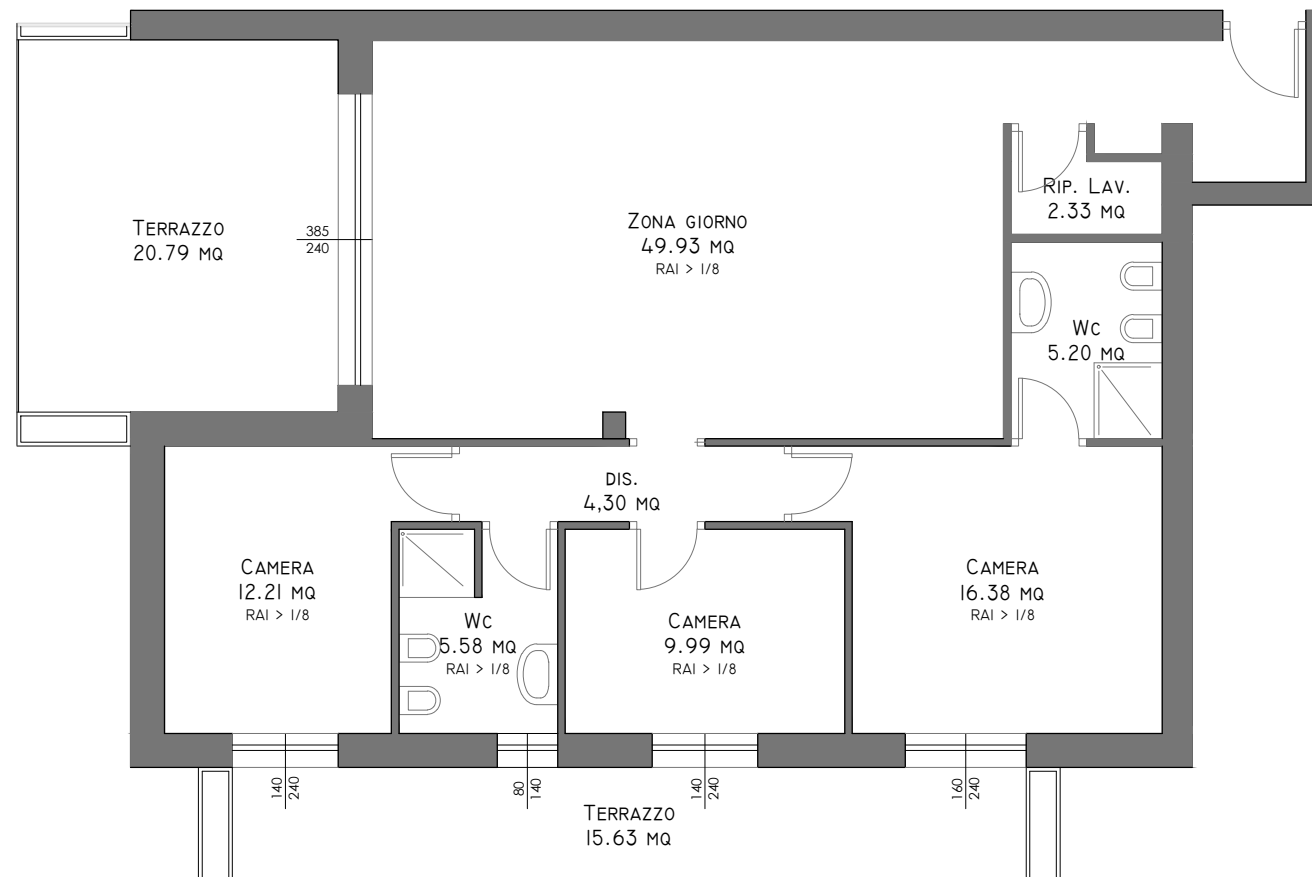 Rip. Lav.
2.33 mq
Terrazzo
20.79 mq
385
240
Zona giorno
49.93 mq
RAI > 1/8
Wc
5.20 mq
dis.
4,30 mq
Camera
12.21 mq
RAI > 1/8
Wc
5.58 mq
RAI > 1/8
Camera
9.99 mq
RAI > 1/8
Camera
16.38 mq
RAI > 1/8
140
240
80
140
140
240
160
240
Terrazzo
15.63 mq